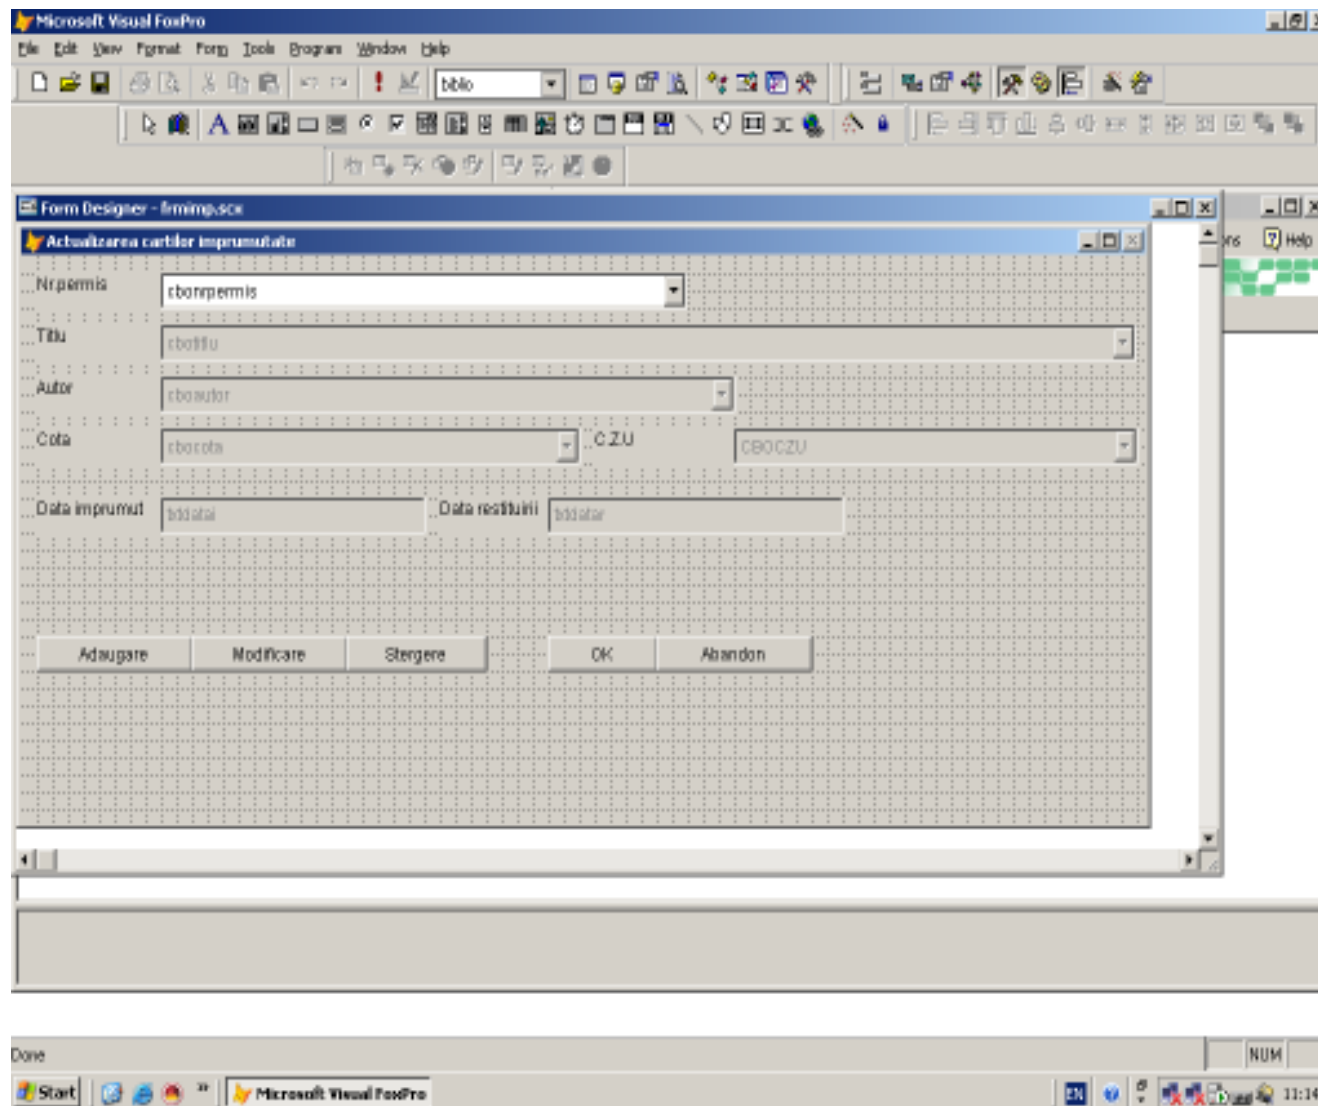 Microsoft Visual FoxPro
File Edit View Format Form Tools Program Window Help
biblio
Form Designer - frmimp.scx
Actualizarea cartilor imprumutate
Help
Nr.permis cbonrpermis
Titlu cbotitlu
Autor cboautor
Cota cbocota C.Z.U CBOCZU
Data imprumut txtdatai Data restituirii txtdatar
Adaugare Modificare Stergere OK Abandon
Done NUM
Start Microsoft Visual FoxPro EN 11:14